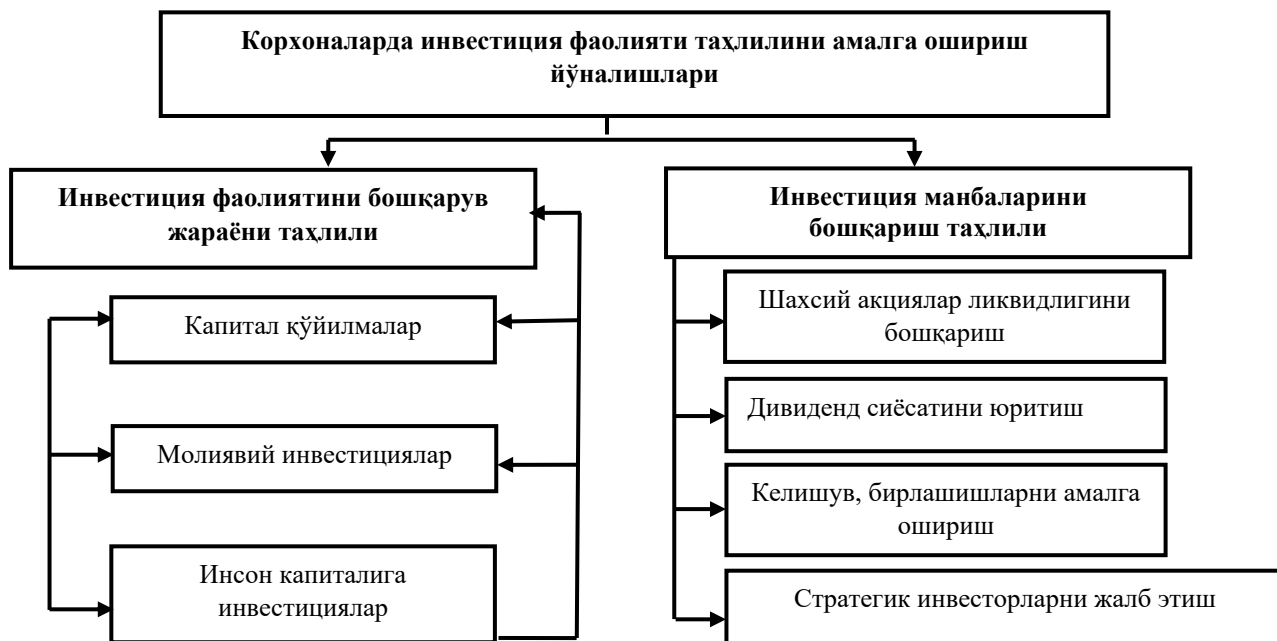 Корхоналарда инвестиция фаолияти таҳлилини амалга ошириш
йўналишлари
Инвестиция фаолиятини бошқарув
жараёни таҳлили
Капитал қўйилмалар
Молиявий инвестициялар
Инсон капиталига
инвестициялар
Инвестиция манбаларини
бошқариш таҳлили
Шахсий акциялар ликвидлигини
бошқариш
Дивиденд сиёсатини юритиш
Келишув, бирлашишларни амалга
ошириш
Стратегик инвесторларни жалб этиш